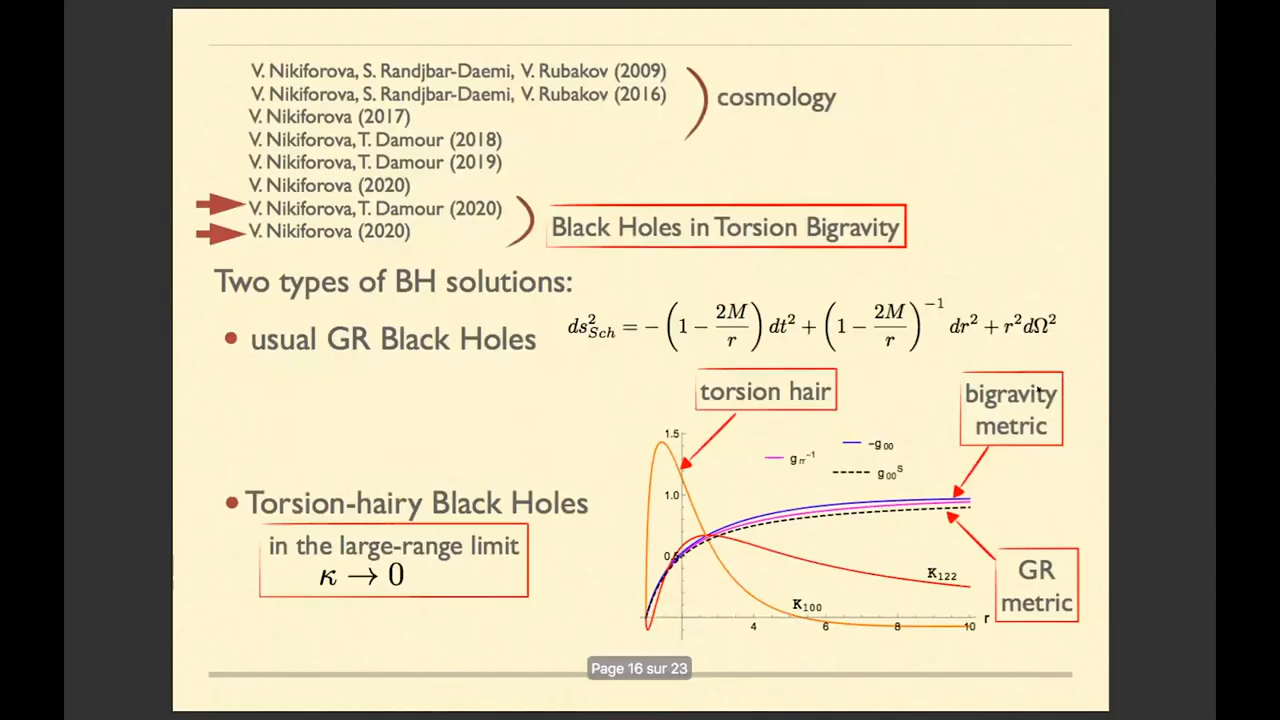 V. Nikiforova, S. Randjbar-Daemi, V. Rubakov (2009)
V. Nikiforova, S. Randjbar-Daemi, V. Rubakov (2016)
cosmology
V. Nikiforova (2017)
V. Nikiforova, T. Damour (2018)
V. Nikiforova, T. Damour (2019)
V. Nikiforova (2020)
V. Nikiforova, T. Damour (2020)
V. Nikiforova (2020)
Black Holes in Torsion Bigravity
Two types of BH solutions:
• usual GR Black Holes
ds²_Sch = −(1 − 2M/r) dt² + (1 − 2M/r)^−1 dr² + r²dΩ²
torsion hair
bigravity
metric
1.5
-g₀₀
g_rr^-1
g₀₀^S
1.0
• Torsion-hairy Black Holes
in the large-range limit
κ → 0
0.5
K₁₂₂
GR
metric
K₁₀₀
r
4
6
8
10
Page 16 sur 23